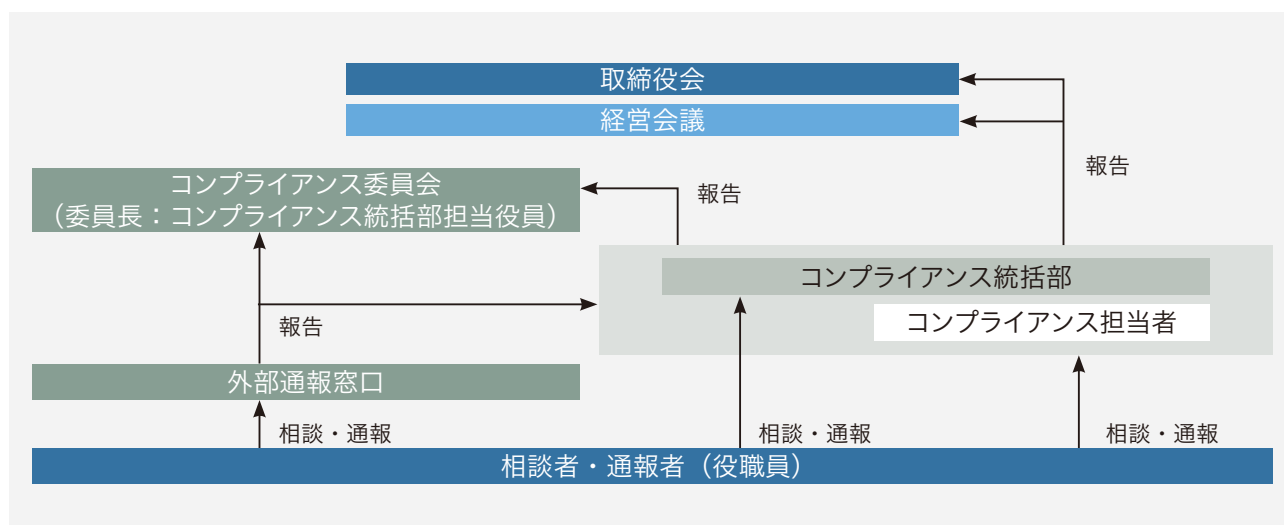 取締役会
経営会議
報告
コンプライアンス委員会
（委員長：コンプライアンス統括部担当役員）
報告
コンプライアンス統括部
コンプライアンス担当者
報告
外部通報窓口
相談・通報
相談・通報
相談・通報
相談者・通報者（役職員）